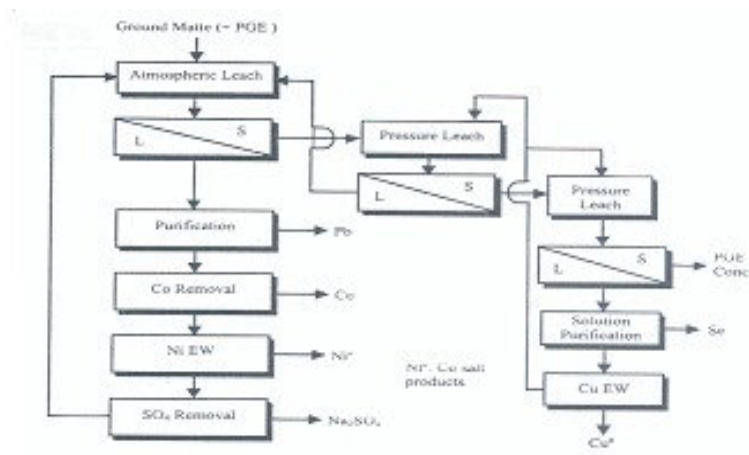 Ground Matte (- PGE )
Atmospheric Leach
L S
Pressure Leach
L S
Pressure
Leach
Purification
Pb
L S
PGE
Conc
Co Removal
Co
Solution
Purification
Se
Ni EW
Ni°
Ni°, Co salt
products
Cu EW
SO₄ Removal
Na₂SO₄
Cu°